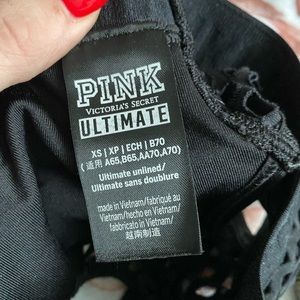 PINK
VICTORIA'S SECRET
ULTIMATE
XS | XP | ECH | B70
(适用 A65,B65,AA70,A70)
Ultimate unlined/
Ultimate sans doublure
made in Vietnam/fabriqué au
Vietnam/hecho en Vietnam/
fabbricato in Vietnam/
越南制造